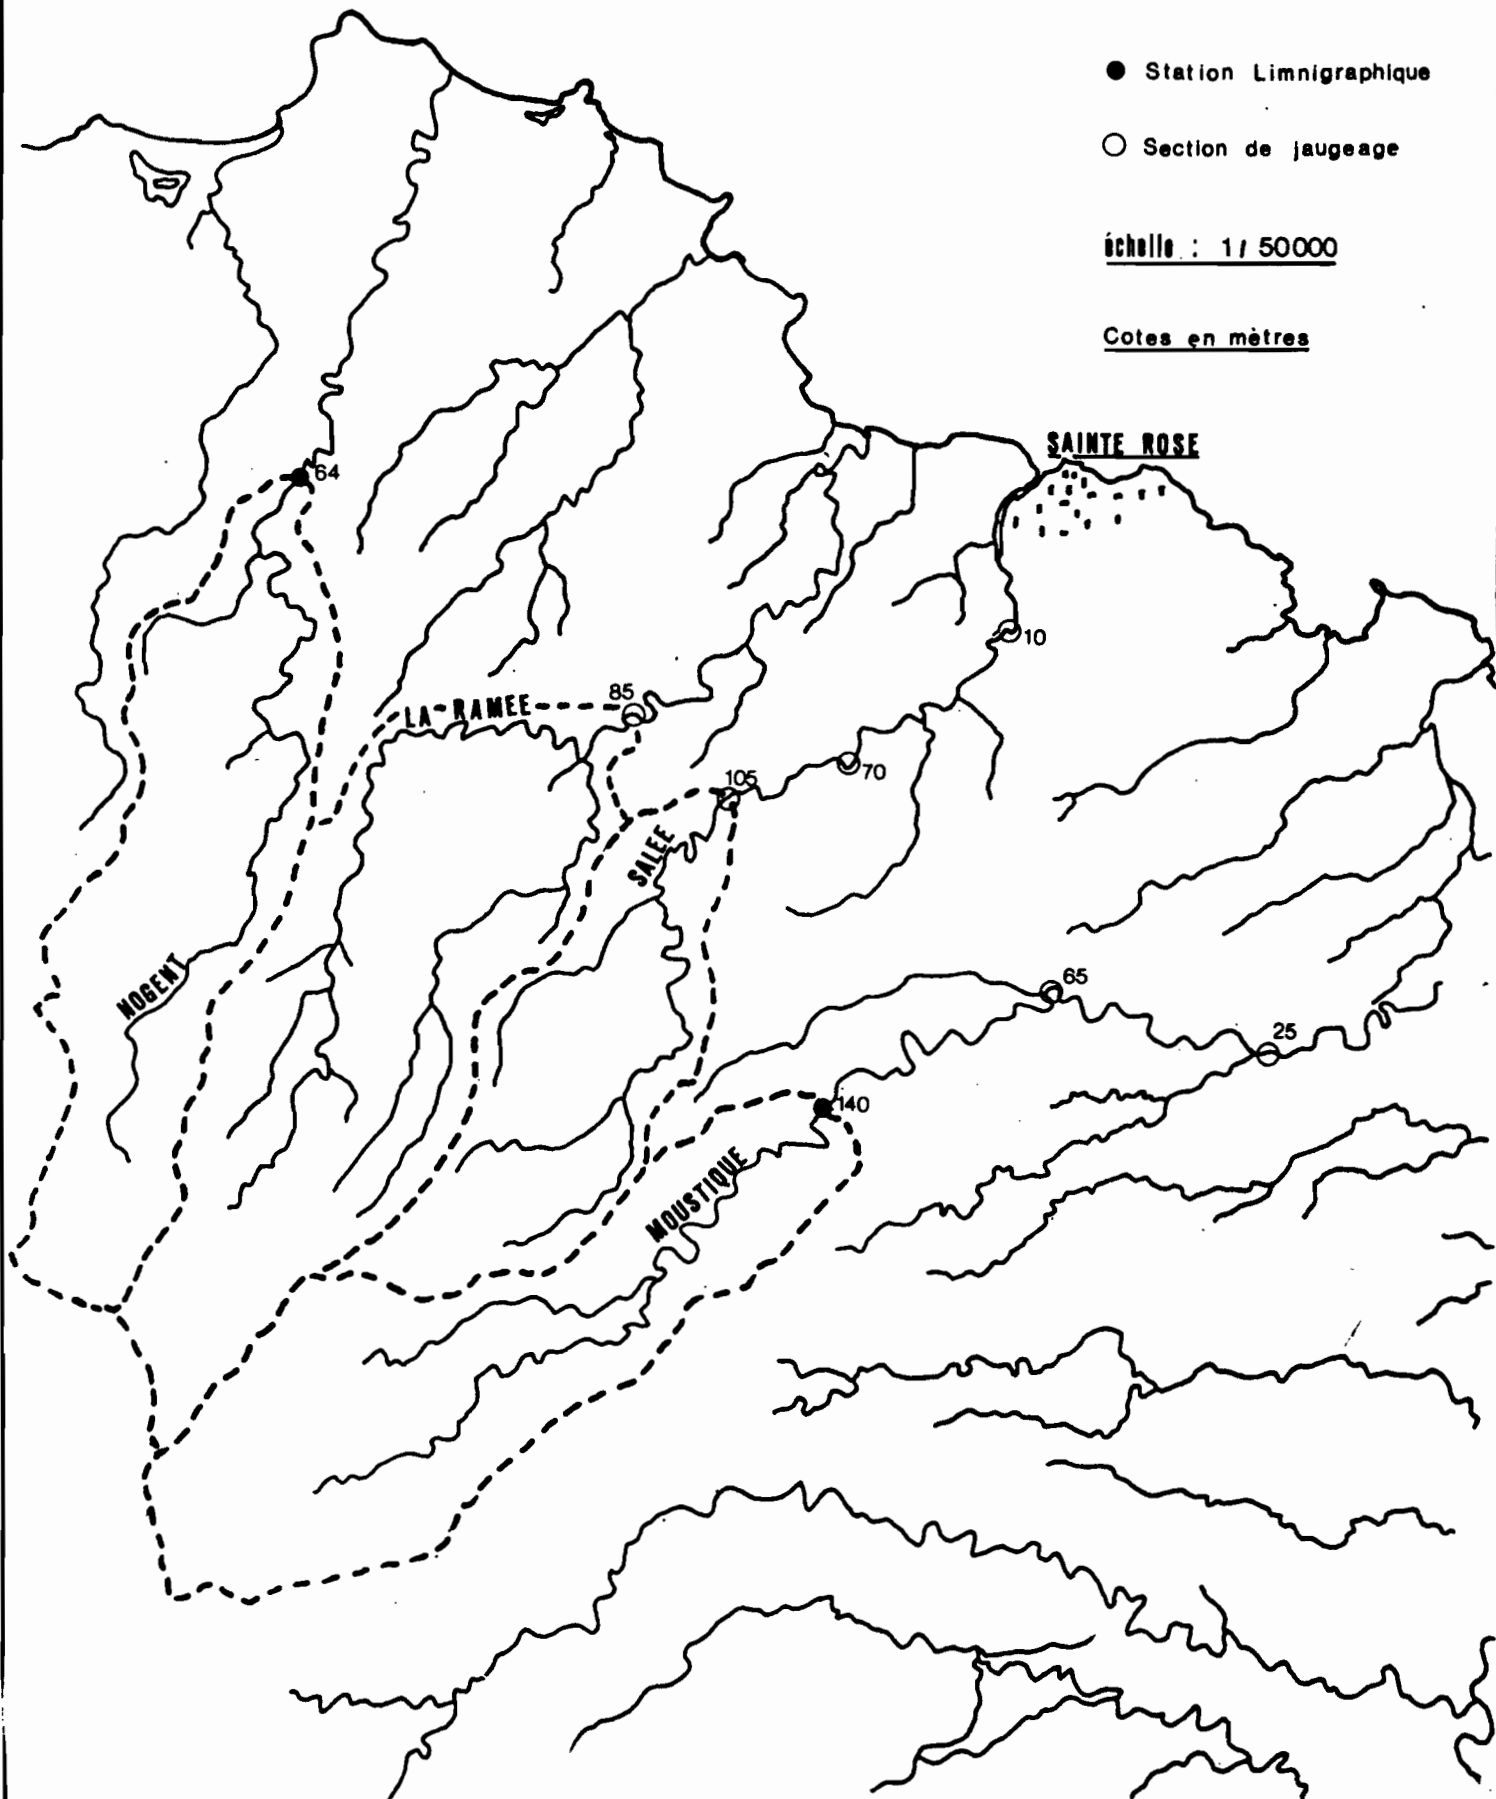 Station Limnigraphique
Section de jaugeage
échelle : 1/ 50000
Cotes en mètres
SAINTE ROSE
64
10
85
LA RAMEE
70
105
SALEE
NOGENT
65
25
140
MOUSTIQUE